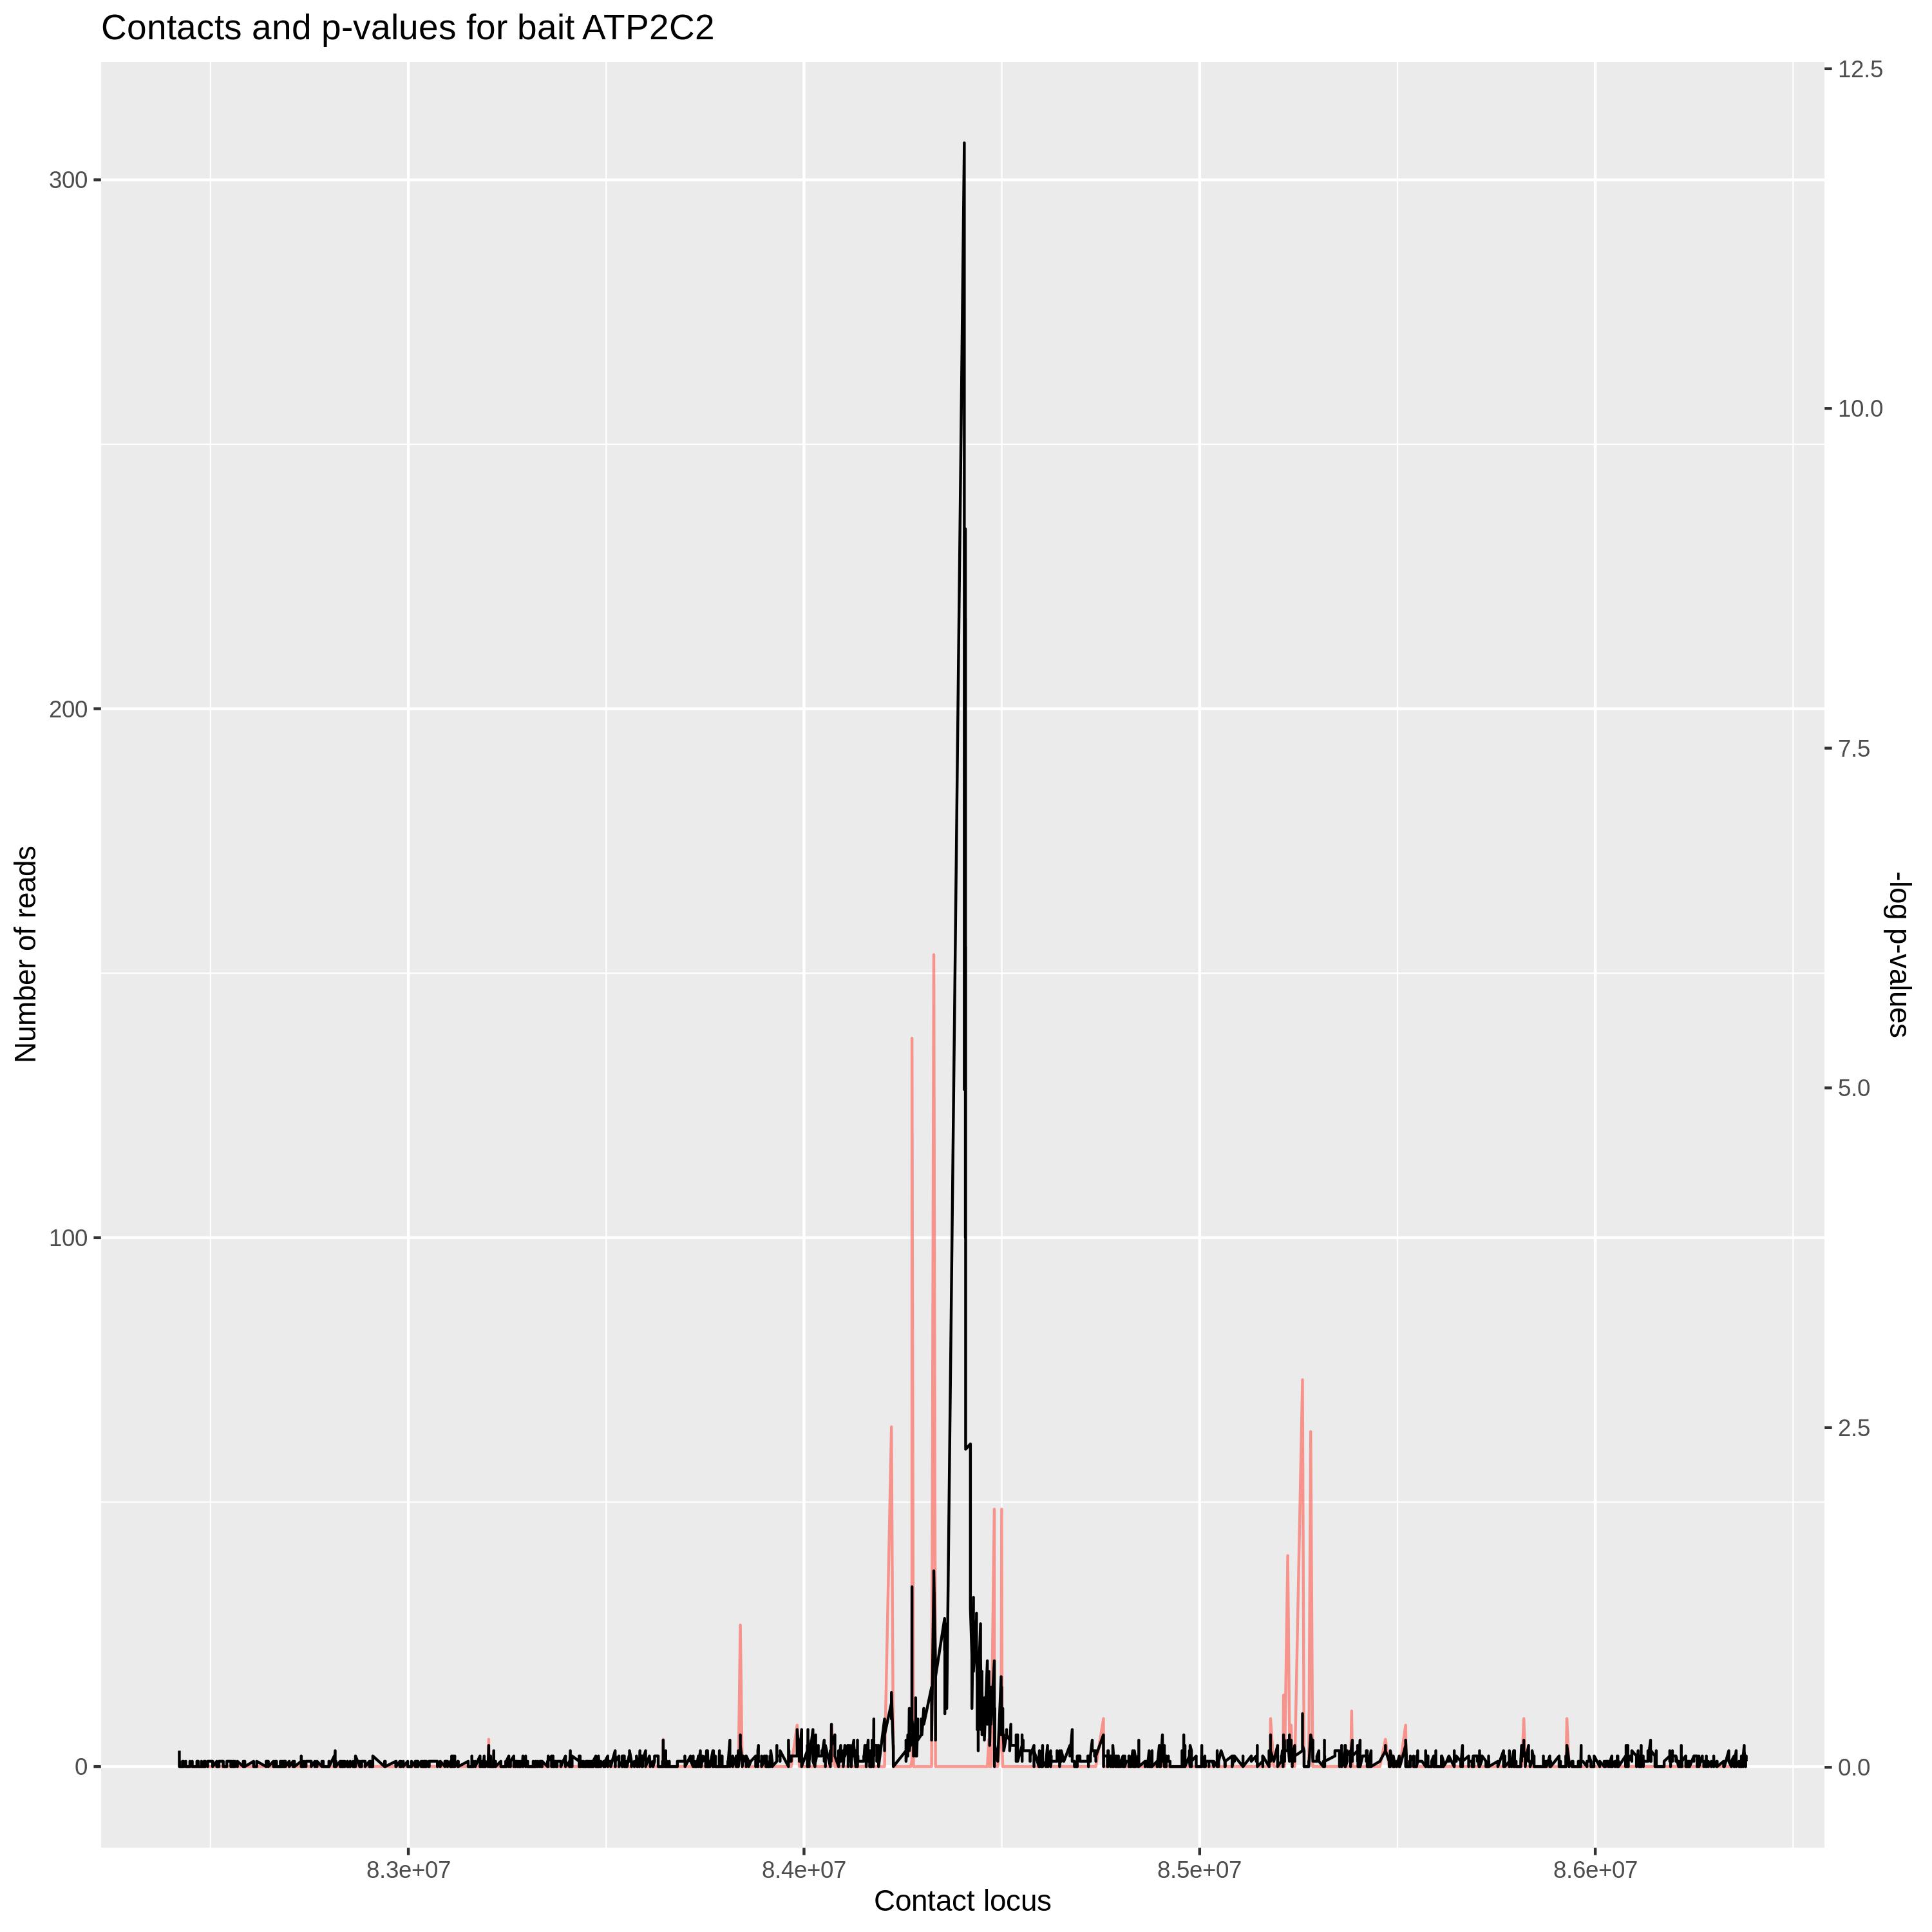 Contacts and p-values for bait ATP2C2
300
200
100
0
Number of reads
12.5
10.0
7.5
5.0
2.5
0.0
-log p-values
8.3e+07 8.4e+07 8.5e+07 8.6e+07
Contact locus